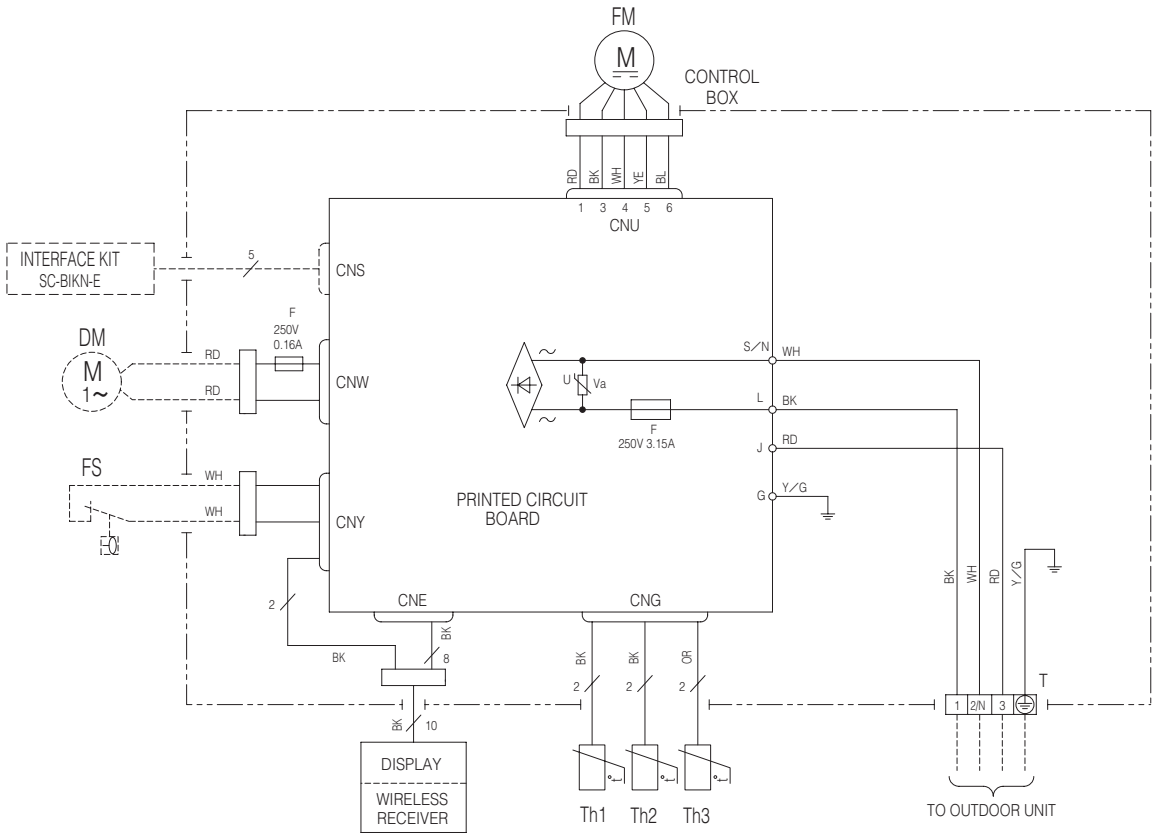 FM
M
CONTROL
BOX
RD
BK
WH
YE
BL
1 3 4 5 6
CNU
INTERFACE KIT
SC-BIKN-E
5
CNS
F
250V
0.16A
DM
M
1~
RD
RD
CNW
S/N WH
U Va
L BK
F
250V 3.15A
J RD
FS
WH
WH
CNY
PRINTED CIRCUIT
BOARD
G Y/G
BK
WH
RD
Y/G
2
CNE
CNG
BK
BK
8
BK
2
BK
2
OR
2
T
1 2/N 3
BK
10
DISPLAY
WIRELESS
RECEIVER
t°
t°
t°
Th1 Th2 Th3
TO OUTDOOR UNIT